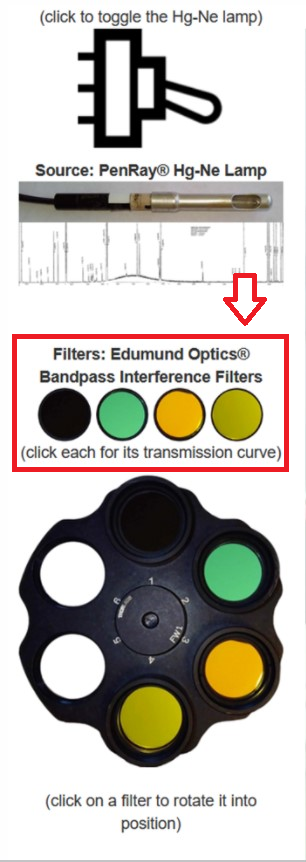 (click to toggle the Hg-Ne lamp)
Source: PenRay® Hg-Ne Lamp
Filters: Edumund Optics®
Bandpass Interference Filters
(click each for its transmission curve)
1
2
3
4
5
6
FW1
(click on a filter to rotate it into
position)